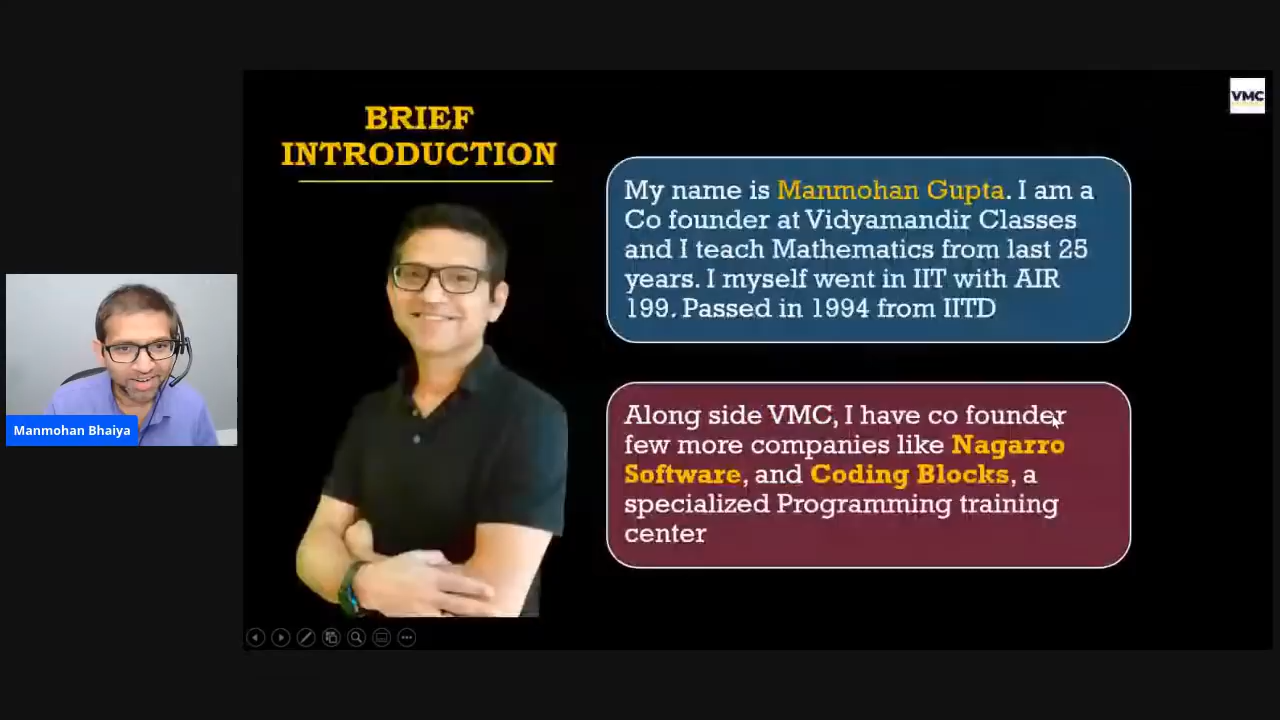 BRIEF
INTRODUCTION
VMC
My name is Manmohan Gupta. I am a
Co founder at Vidyamandir Classes
and I teach Mathematics from last 25
years. I myself went in IIT with AIR
199. Passed in 1994 from IITD
Manmohan Bhaiya
Along side VMC, I have co founder
few more companies like Nagarro
Software, and Coding Blocks, a
specialized Programming training
center